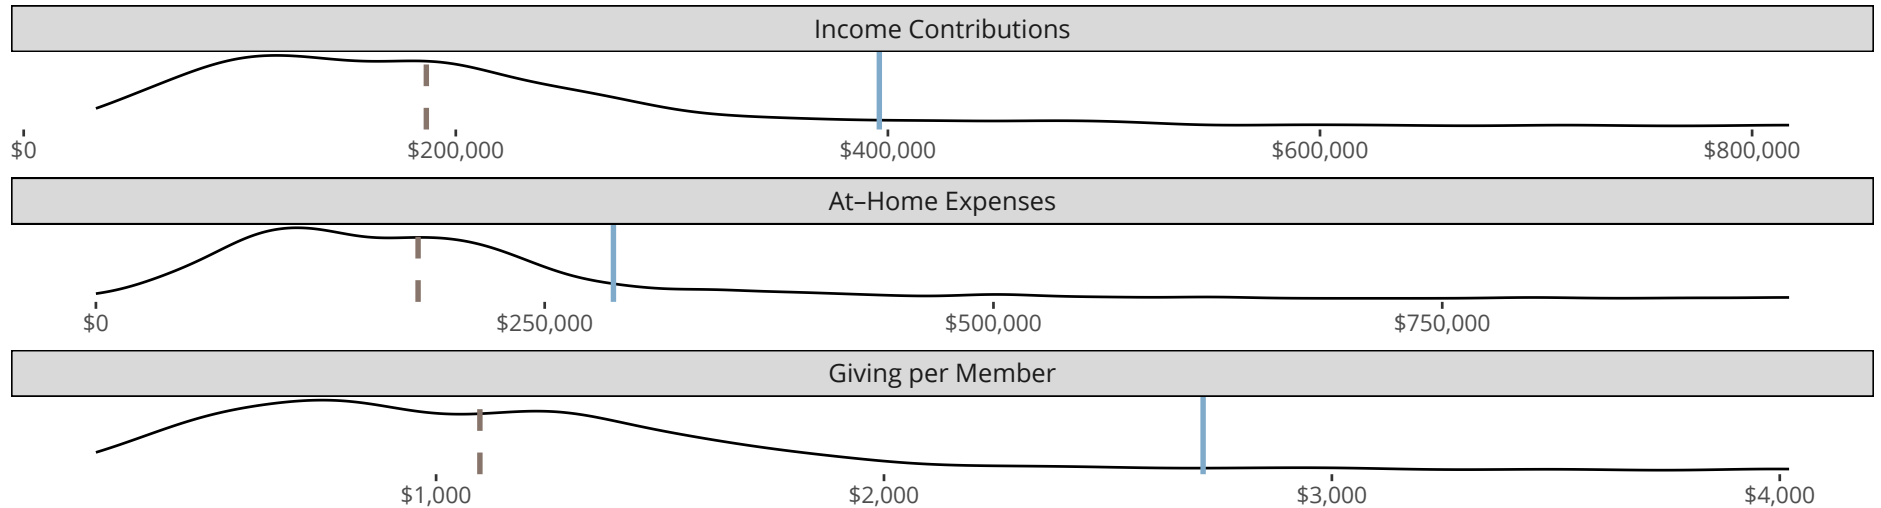 Income Contributions
$0 $200,000 $400,000 $600,000 $800,000
At–Home Expenses
$0 $250,000 $500,000 $750,000
Giving per Member
$1,000 $2,000 $3,000 $4,000